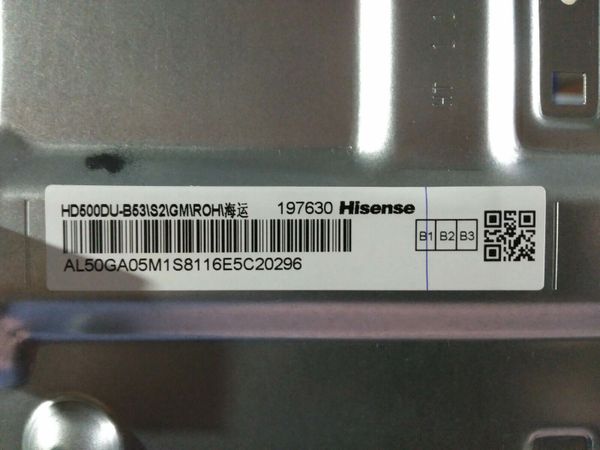 HD500DU-B53\S2\GM\ROH\海运 197630 Hisense
B1 B2 B3
AL50GA05M1S8116E5C20296